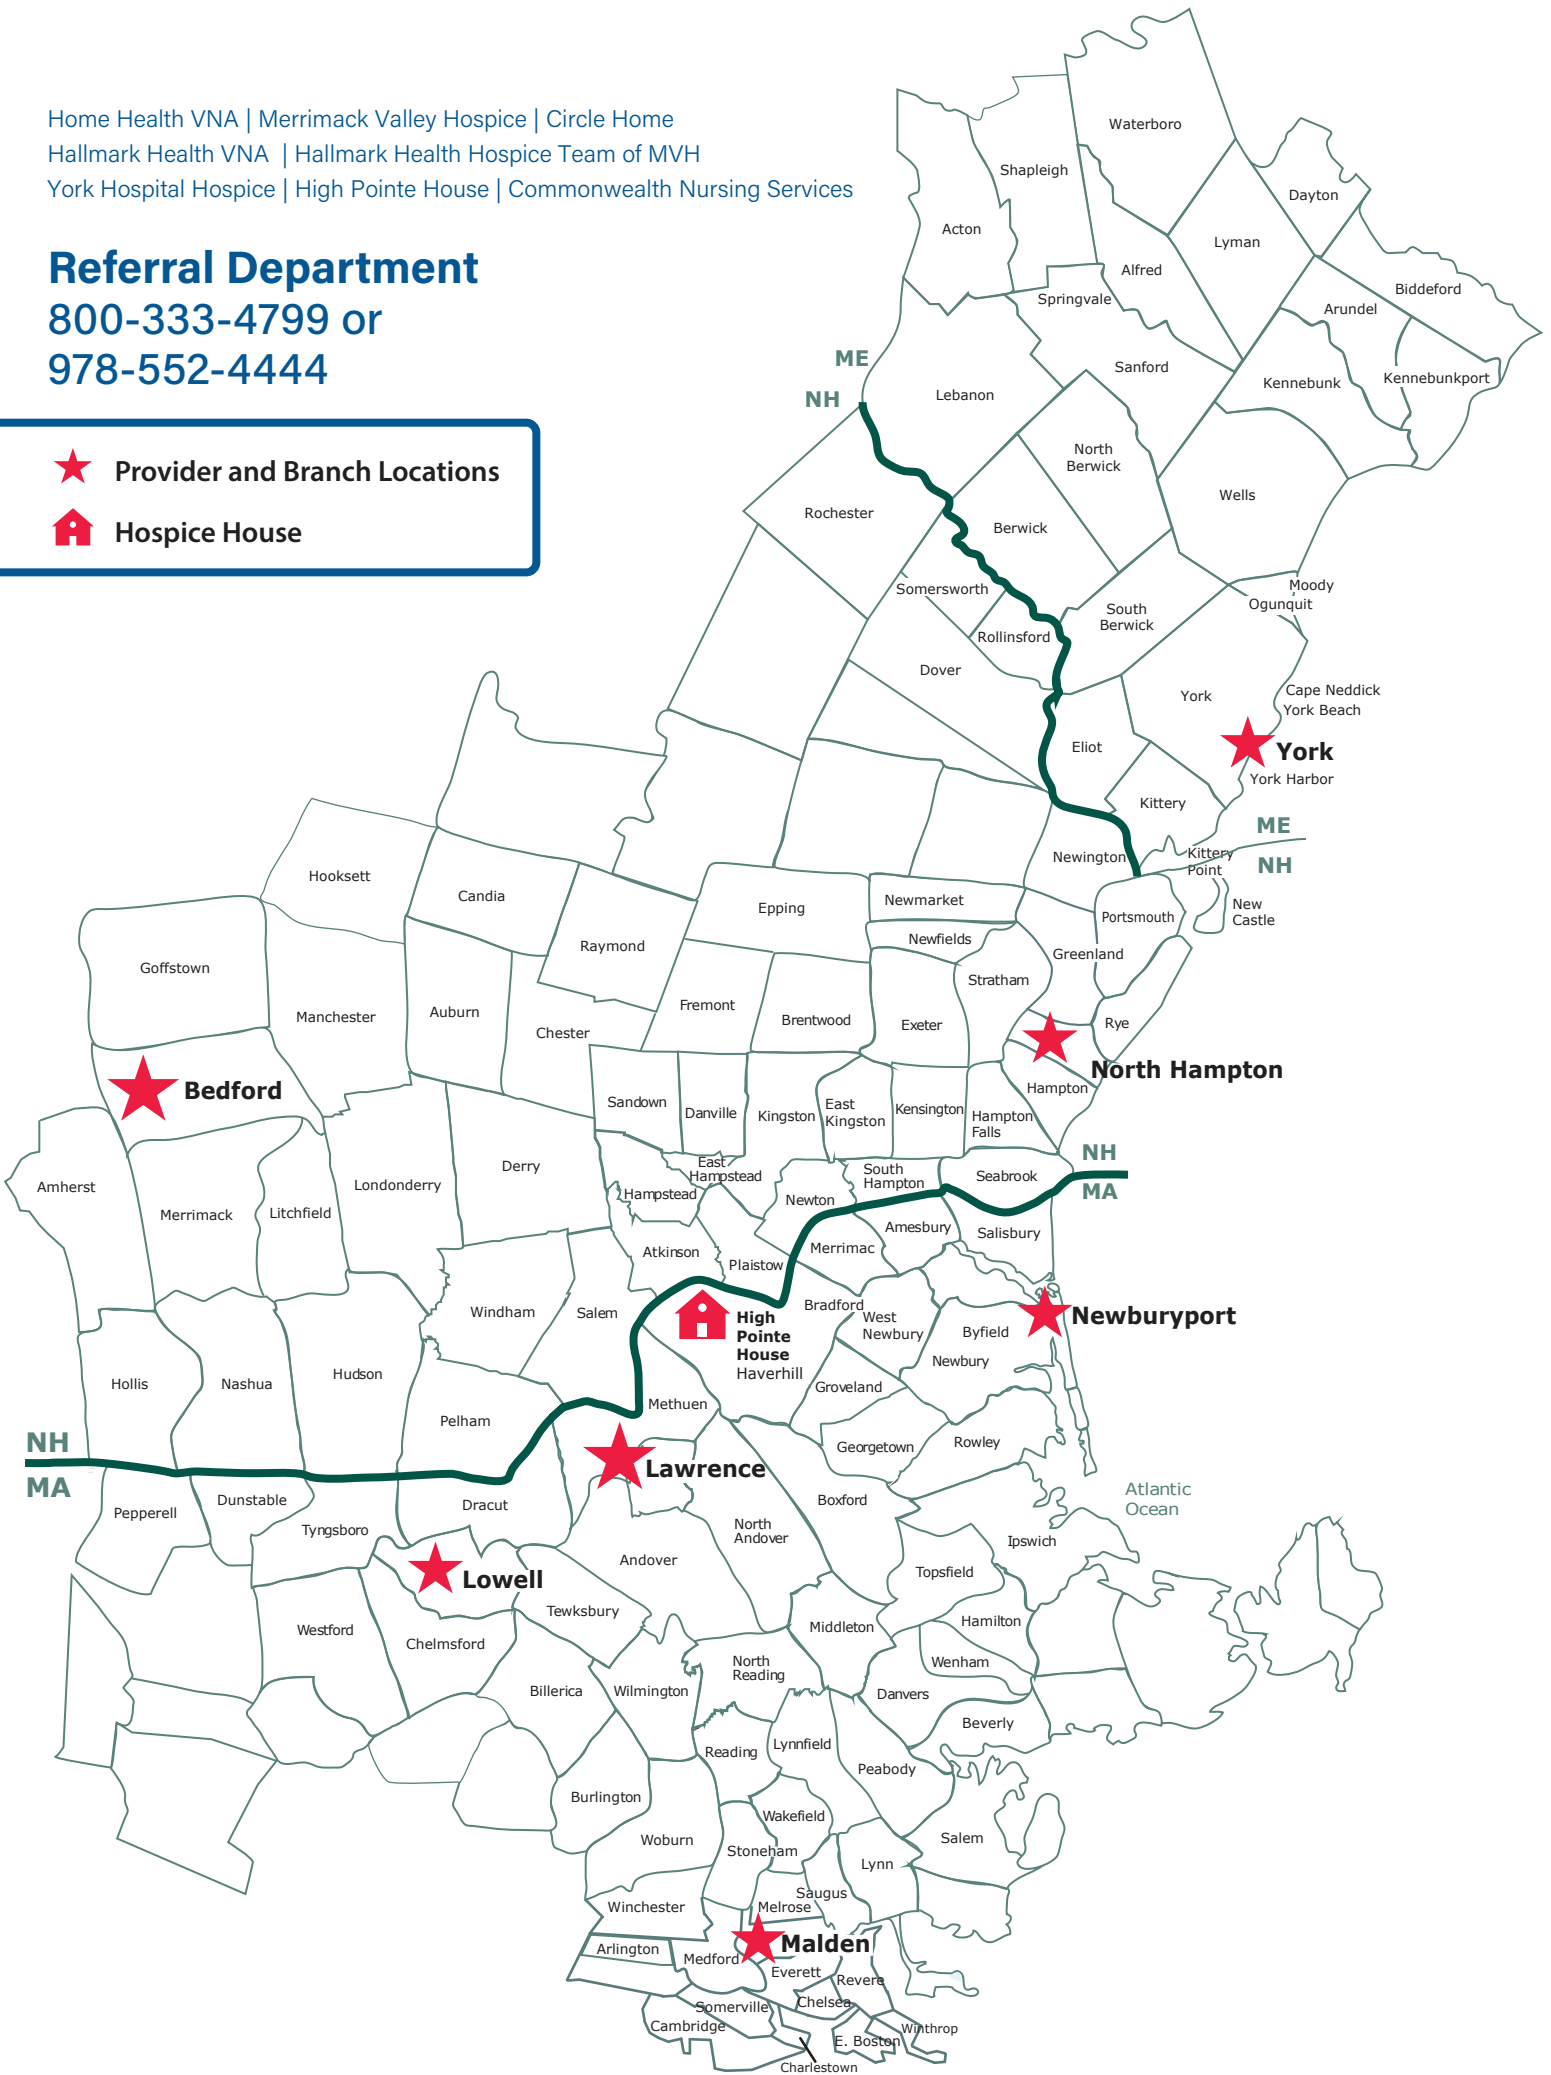 Home Health VNA | Merrimack Valley Hospice | Circle Home
Hallmark Health VNA | Hallmark Health Hospice Team of MVH
York Hospital Hospice | High Pointe House | Commonwealth Nursing Services
Referral Department
800-333-4799 or
978-552-4444
Provider and Branch Locations
Hospice House
Waterboro
Shapleigh
Dayton
Acton
Lyman
Alfred
Biddeford
Springvale
Arundel
ME
NH
Sanford
Kennebunk
Kennebunkport
Lebanon
North
Berwick
Wells
Rochester
Berwick
Somersworth
Moody
Ogunquit
South
Berwick
Rollinsford
Dover
York
Cape Neddick
York Beach
Eliot
York
York Harbor
Kittery
ME
NH
Newington
Kittery
Point
New
Castle
Hooksett
Candia
Epping
Newmarket
Portsmouth
Raymond
Newfields
Greenland
Goffstown
Stratham
Manchester
Auburn
Fremont
Chester
Brentwood
Exeter
Rye
North Hampton
Bedford
Hampton
Sandown
Danville
Kingston
East
Kingston
Kensington
Hampton
Falls
NH
MA
Derry
East
Hampstead
South
Hampton
Seabrook
Amherst
Londonderry
Hampstead
Newton
Merrimack
Litchfield
Amesbury
Salisbury
Atkinson
Plaistow
Merrimac
Windham
Salem
Bradford
High
Pointe
House
Haverhill
West
Newbury
Newburyport
Byfield
Newbury
Hollis
Nashua
Hudson
Groveland
Methuen
Pelham
NH
MA
Georgetown
Rowley
Lawrence
Atlantic
Ocean
Pepperell
Dunstable
Dracut
Boxford
Tyngsboro
North
Andover
Ipswich
Andover
Topsfield
Lowell
Tewksbury
Hamilton
Westford
Chelmsford
Middleton
Wenham
North
Reading
Billerica
Wilmington
Danvers
Beverly
Reading
Lynnfield
Peabody
Burlington
Wakefield
Woburn
Stoneham
Salem
Lynn
Saugus
Winchester
Melrose
Malden
Arlington
Medford
Everett
Revere
Chelsea
Somerville
Cambridge
Winthrop
E. Boston
Charlestown